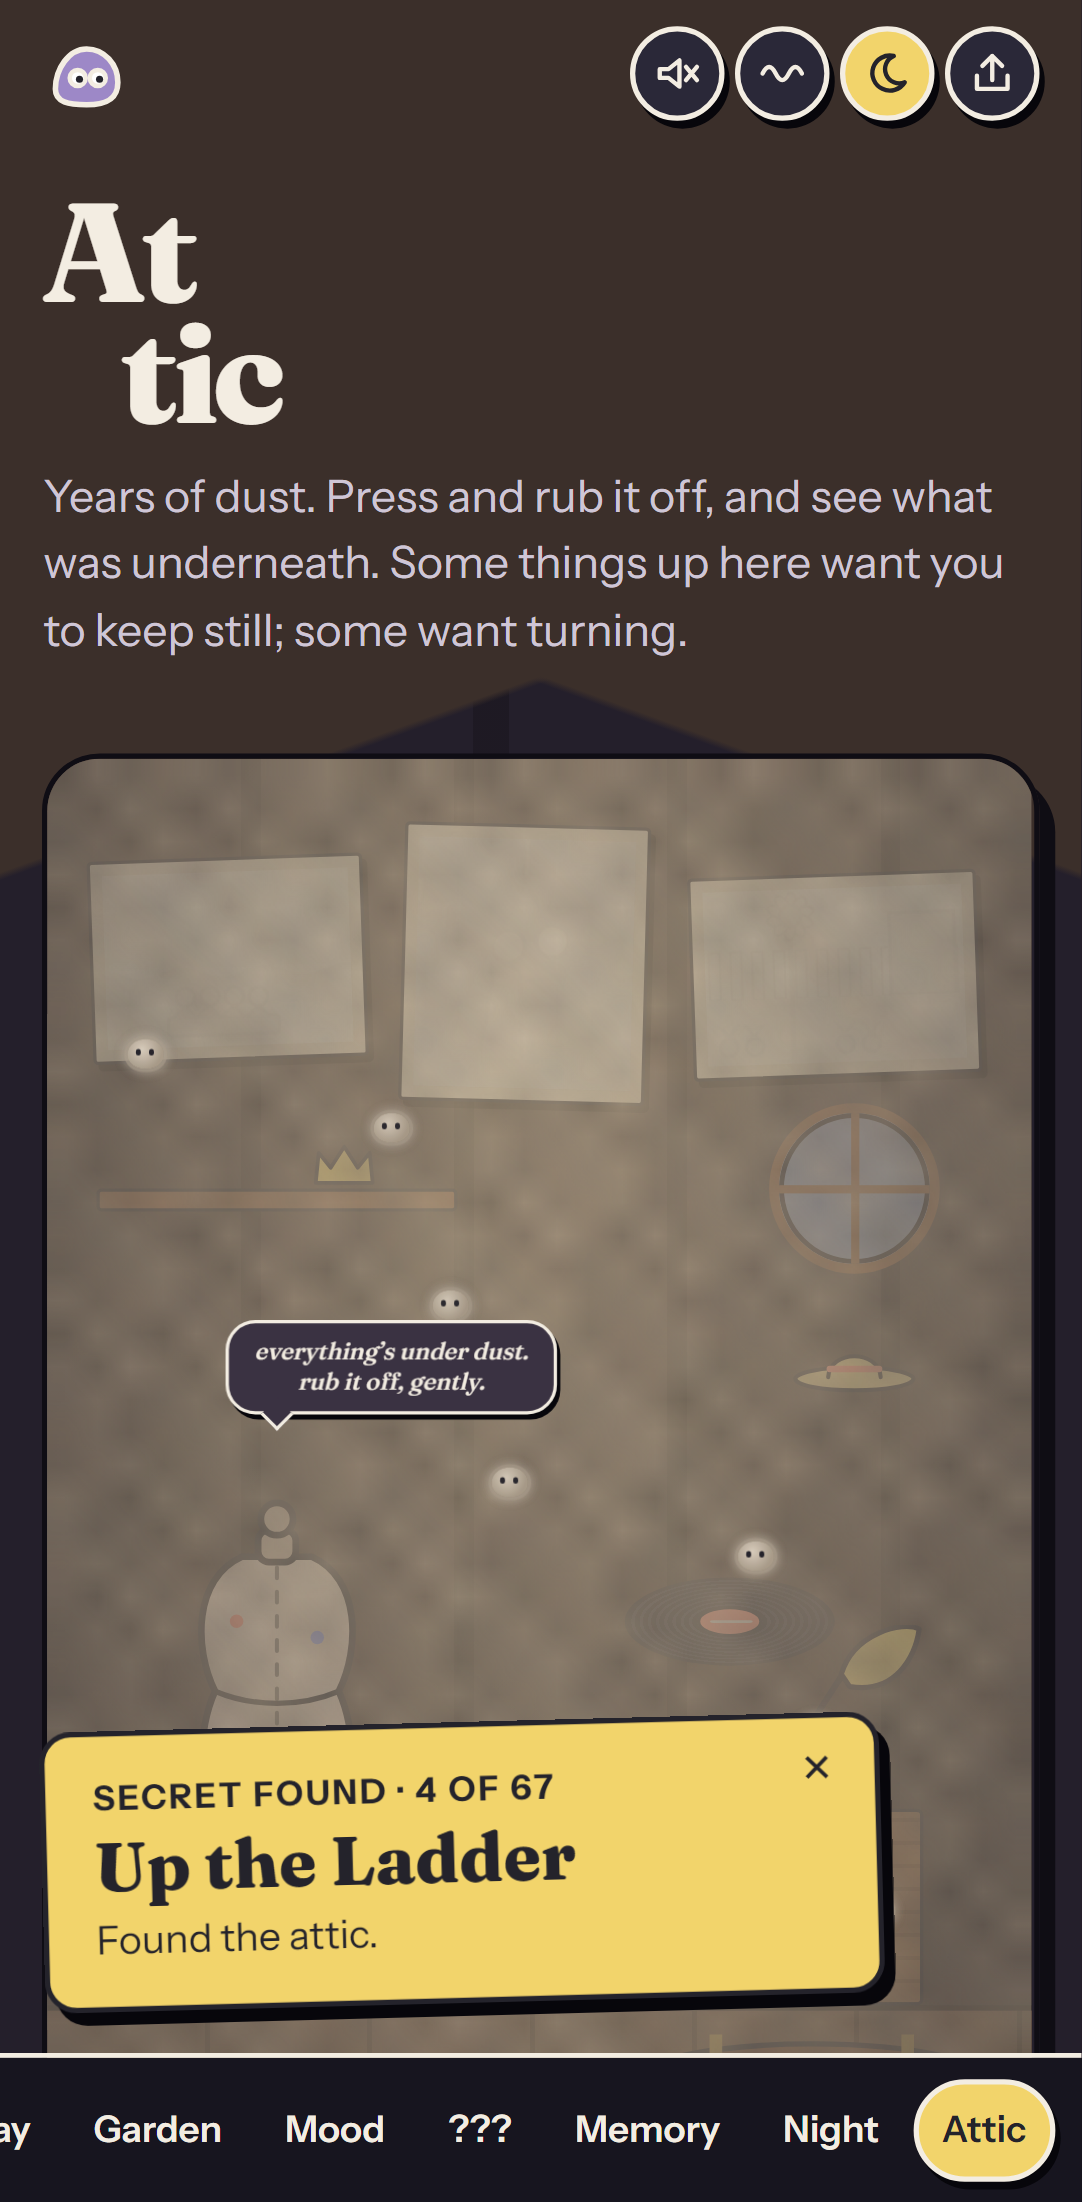 At
tic
Years of dust. Press and rub it off, and see what
was underneath. Some things up here want you
to keep still; some want turning.
everything's under dust.
rub it off, gently.
SECRET FOUND · 4 OF 67
Up the Ladder
Found the attic.
ay Garden Mood ??? Memory Night Attic